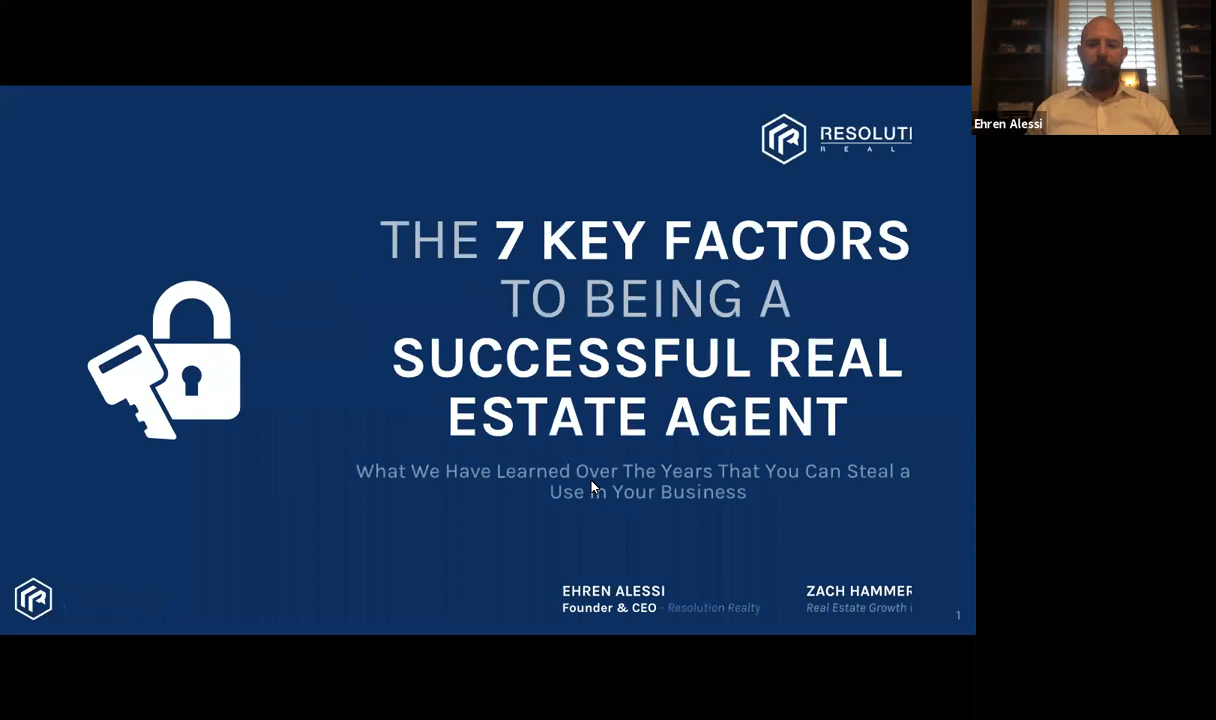 Ehren Alessi
RESOLUTI
R E A L
THE 7 KEY FACTORS
TO BEING A
SUCCESSFUL REAL
ESTATE AGENT
What We Have Learned Over The Years That You Can Steal a
Use In Your Business
EHREN ALESSI
Founder & CEO - Resolution Realty
ZACH HAMMER
Real Estate Growth
1